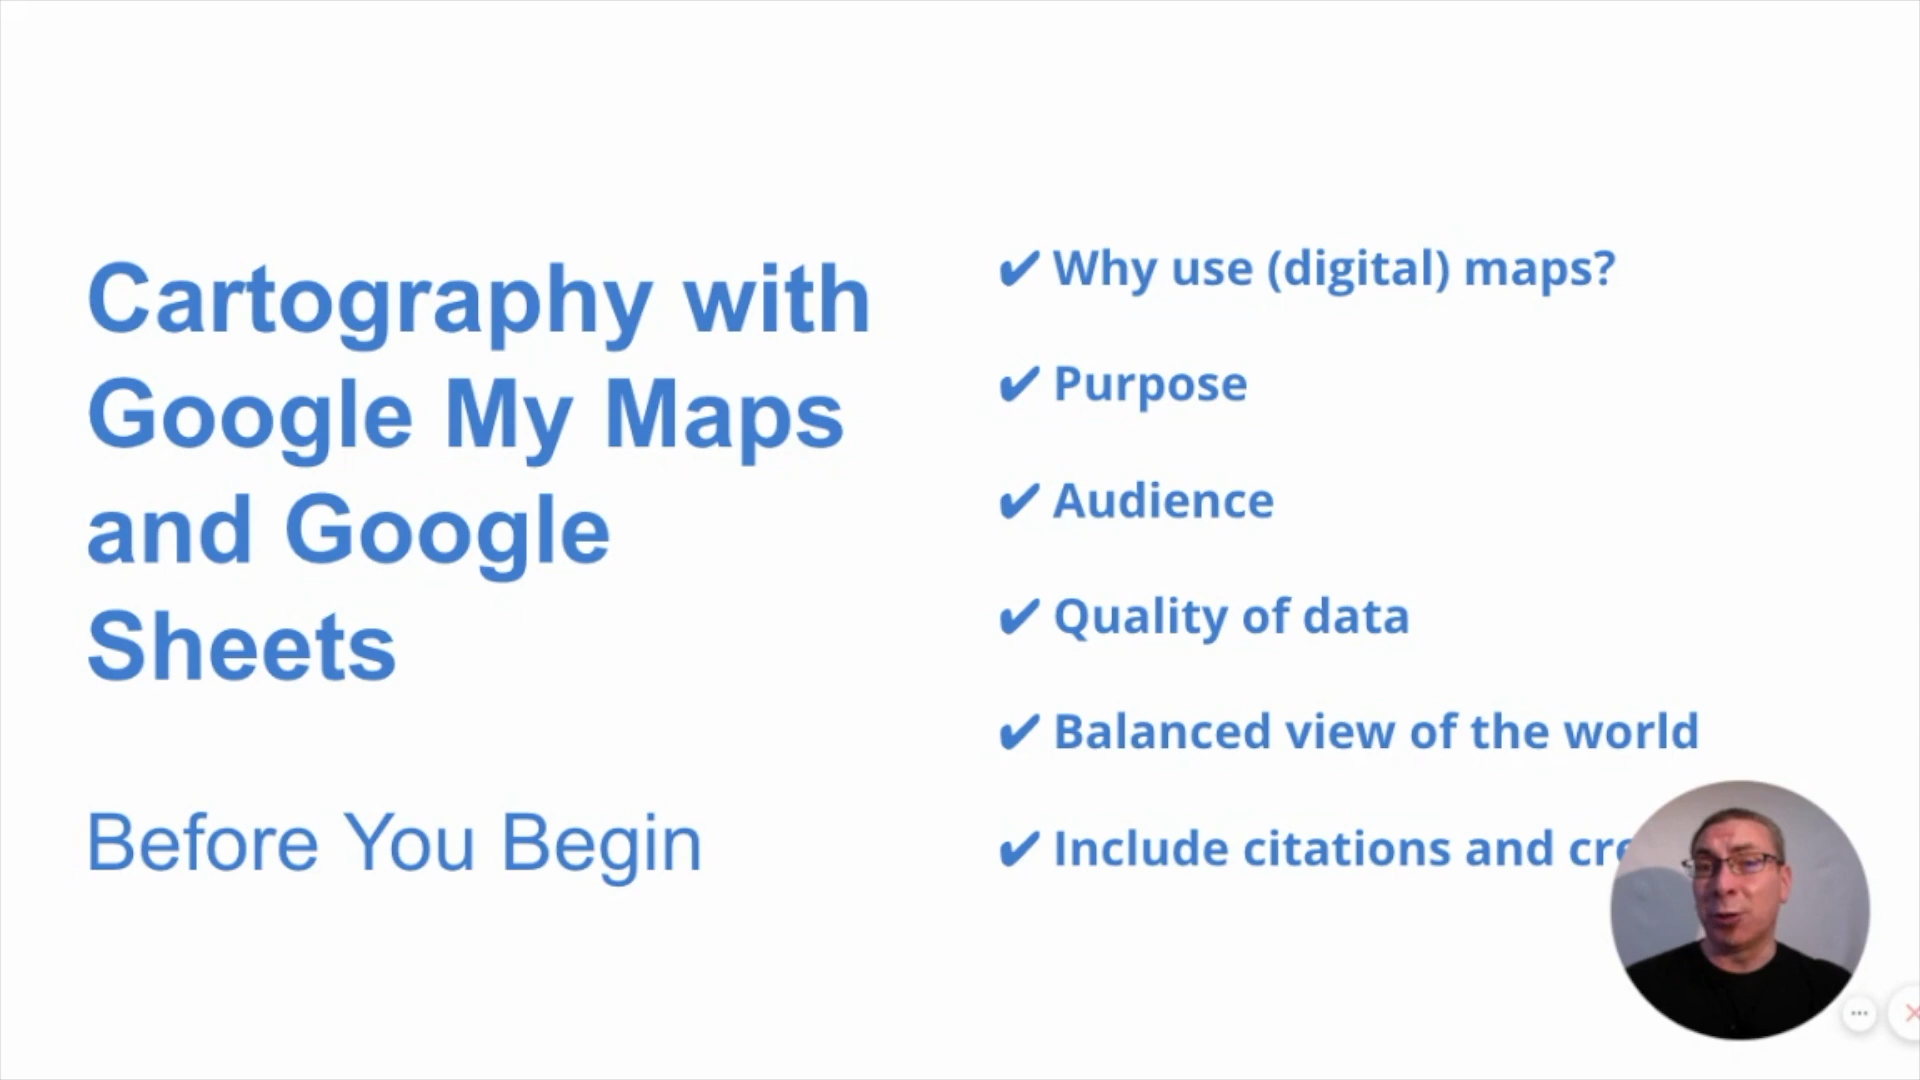 Cartography with
Google My Maps
and Google
Sheets
Before You Begin
✔ Why use (digital) maps?
✔ Purpose
✔ Audience
✔ Quality of data
✔ Balanced view of the world
✔ Include citations and